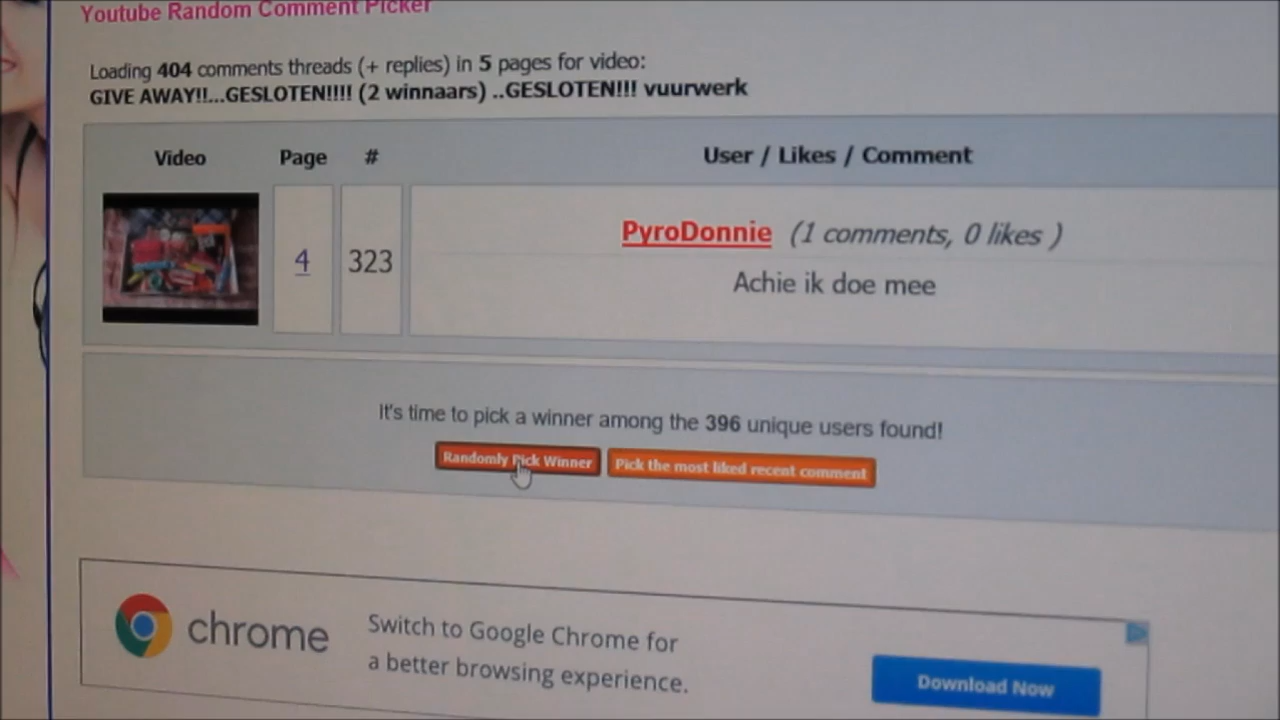 Youtube Random Comment Picker
Loading 404 comments threads (+ replies) in 5 pages for video:
GIVE AWAY!!...GESLOTEN!!!! (2 winnaars) ..GESLOTEN!!! vuurwerk
Video Page # User / Likes / Comment
4 323 PyroDonnie (1 comments, 0 likes )
Achie ik doe mee
It's time to pick a winner among the 396 unique users found!
Randomly Pick Winner Pick the most liked recent comment
chrome
Switch to Google Chrome for
a better browsing experience.
Download Now